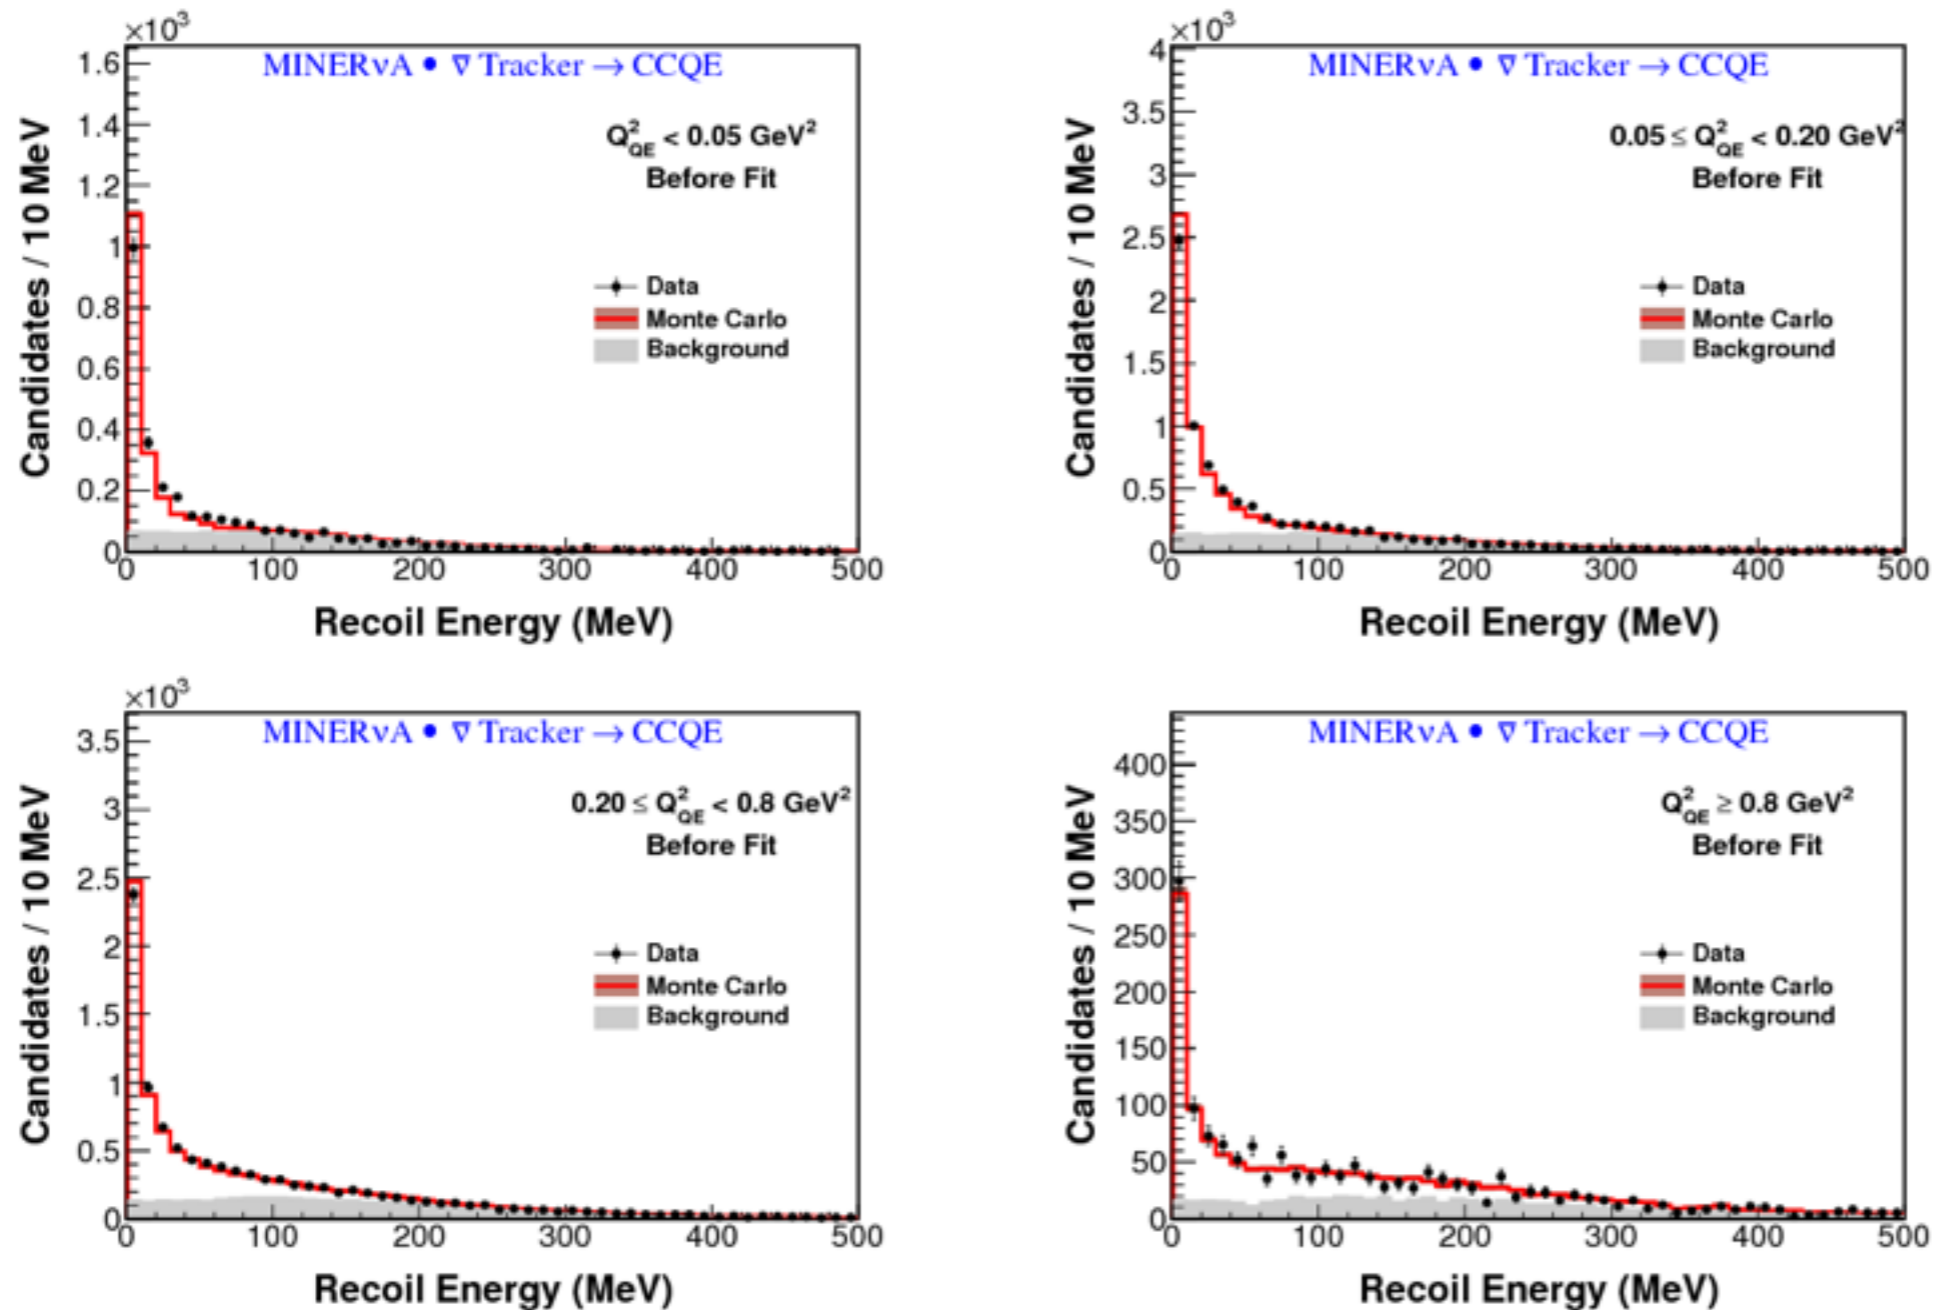 ×10³
MINERνA • ∇ Tracker → CCQE
Q²QE < 0.05 GeV²
Before Fit
Data
Monte Carlo
Background
Candidates / 10 MeV
1.6
1.4
1.2
1
0.8
0.6
0.4
0.2
0
0 100 200 300 400 500
Recoil Energy (MeV)
×10³
MINERνA • ∇ Tracker → CCQE
0.05 ≤ Q²QE < 0.20 GeV²
Before Fit
Data
Monte Carlo
Background
Candidates / 10 MeV
4
3.5
3
2.5
2
1.5
1
0.5
0
0 100 200 300 400 500
Recoil Energy (MeV)
×10³
MINERνA • ∇ Tracker → CCQE
0.20 ≤ Q²QE < 0.8 GeV²
Before Fit
Data
Monte Carlo
Background
Candidates / 10 MeV
3.5
3
2.5
2
1.5
1
0.5
0
0 100 200 300 400 500
Recoil Energy (MeV)
MINERνA • ∇ Tracker → CCQE
Q²QE ≥ 0.8 GeV²
Before Fit
Data
Monte Carlo
Background
Candidates / 10 MeV
400
350
300
250
200
150
100
50
0
0 100 200 300 400 500
Recoil Energy (MeV)